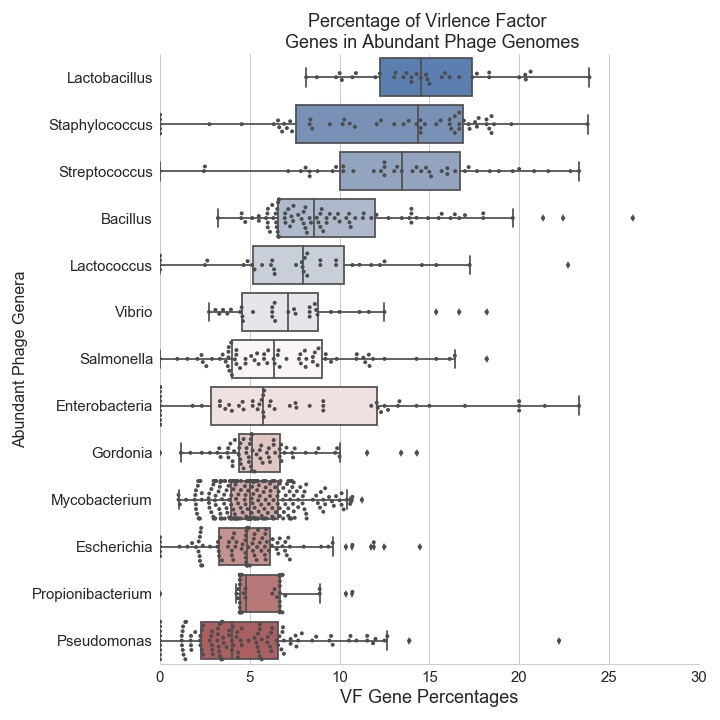 Percentage of Virlence Factor
Genes in Abundant Phage Genomes
Abundant Phage Genera
Lactobacillus
Staphylococcus
Streptococcus
Bacillus
Lactococcus
Vibrio
Salmonella
Enterobacteria
Gordonia
Mycobacterium
Escherichia
Propionibacterium
Pseudomonas
0 5 10 15 20 25 30
VF Gene Percentages